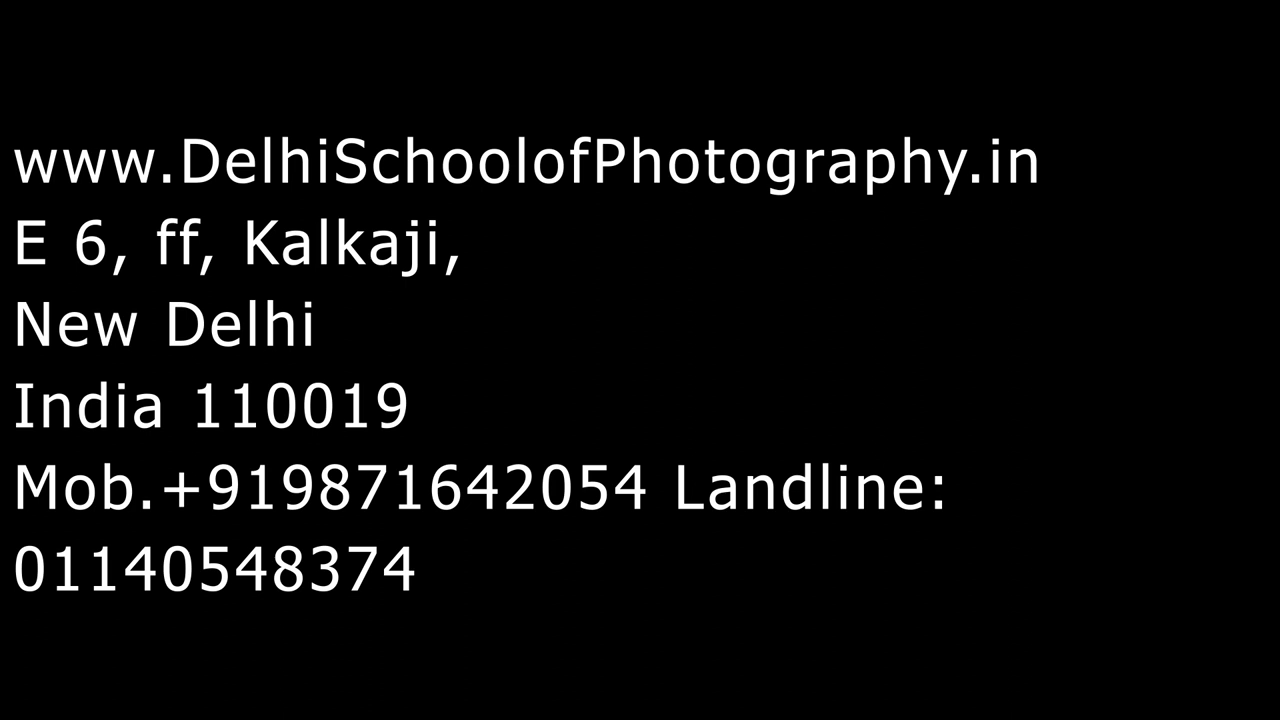 www.DelhiSchoolofPhotography.in
E 6, ff, Kalkaji,
New Delhi
India 110019
Mob.+919871642054 Landline:
01140548374